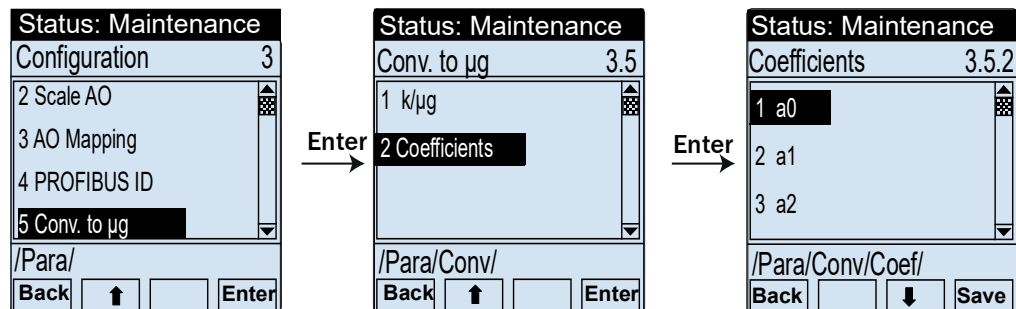 Status: Maintenance
Configuration 3
2 Scale AO
3 AO Mapping
4 PROFIBUS ID
5 Conv. to µg
/Para/
Back Enter
Enter
Status: Maintenance
Conv. to µg 3.5
1 k/µg
2 Coefficients
/Para/Conv/
Back Enter
Enter
Status: Maintenance
Coefficients 3.5.2
1 a0
2 a1
3 a2
/Para/Conv/Coef/
Back Save